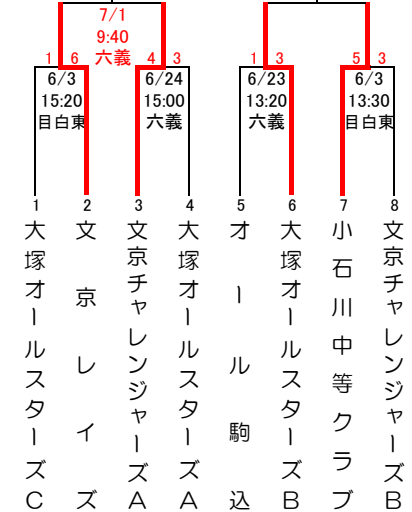 7/1
9:40
六義
1 6 4 3 1 3 5 3
6/3 6/24 6/23 6/3
15:20 15:00 13:20 13:30
目白東 六義 六義 目白東
1 2 3 4 5 6 7 8
大塚オールスターズC
文京レイズ
文京チャレンジャーズA
大塚オールスターズA
オール駒込
大塚オールスターズB
小石川中等クラブ
文京チャレンジャーズB